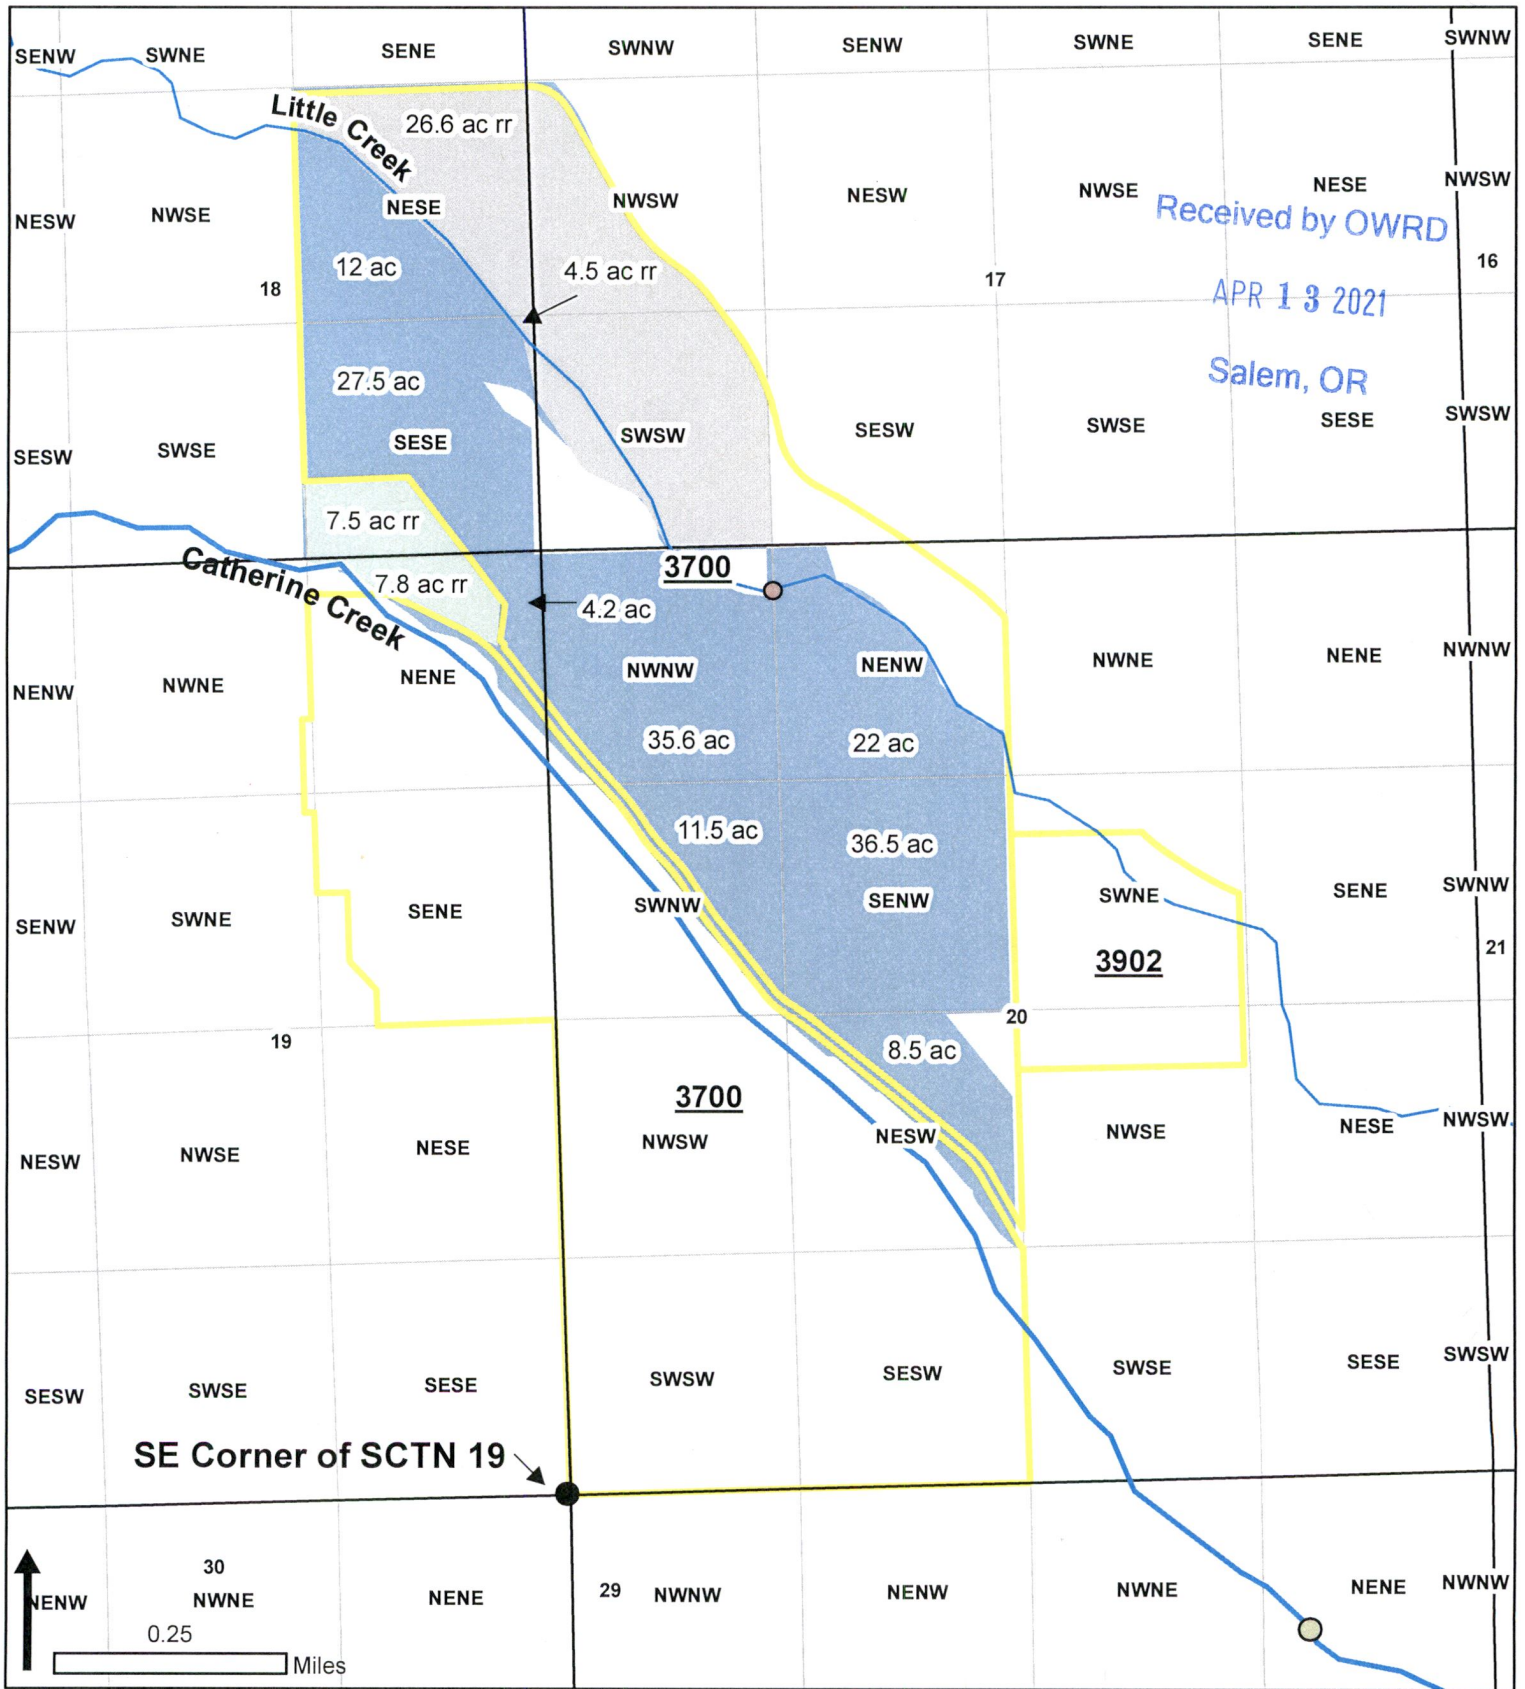 SENW SWNE SENE SWNW SENW SWNE SENE SWNW
Little Creek
26.6 ac rr
NESW NWSE NESE NWSW NESW NWSE NESE NWSW
Received by OWRD
APR 13 2021
Salem, OR
12 ac
4.5 ac rr
18
17
16
27.5 ac
SESW SWSE SESE SWSW SESW SWSE SESE SWSW
7.5 ac rr
Catherine Creek
7.8 ac rr
3700
4.2 ac
NENW NWNE NENE NWNW NENW NWNE NENE NWNW
35.6 ac
22 ac
11.5 ac
36.5 ac
SENW SWNE SENE SWNW SENW SWNE SENE SWNW
3902
21
19
20
8.5 ac
3700
NESW NWSE NESE NWSW NESW NWSE NESE NWSW
SESW SWSE SESE SWSW SESW SWSE SESE SWSW
SE Corner of SCTN 19
30
29
NENW NWNE NENE NWNW NENW NWNE NENE NWNW
0.25
Miles